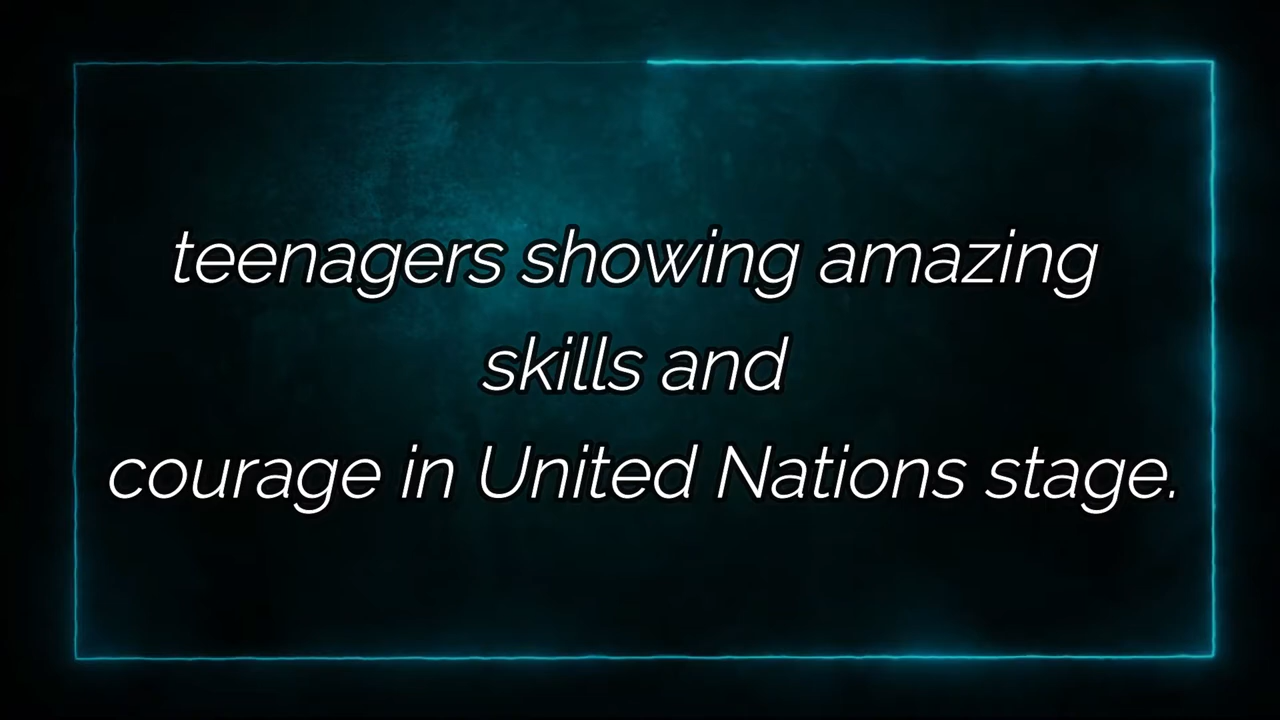 teenagers showing amazing
skills and
courage in United Nations stage.